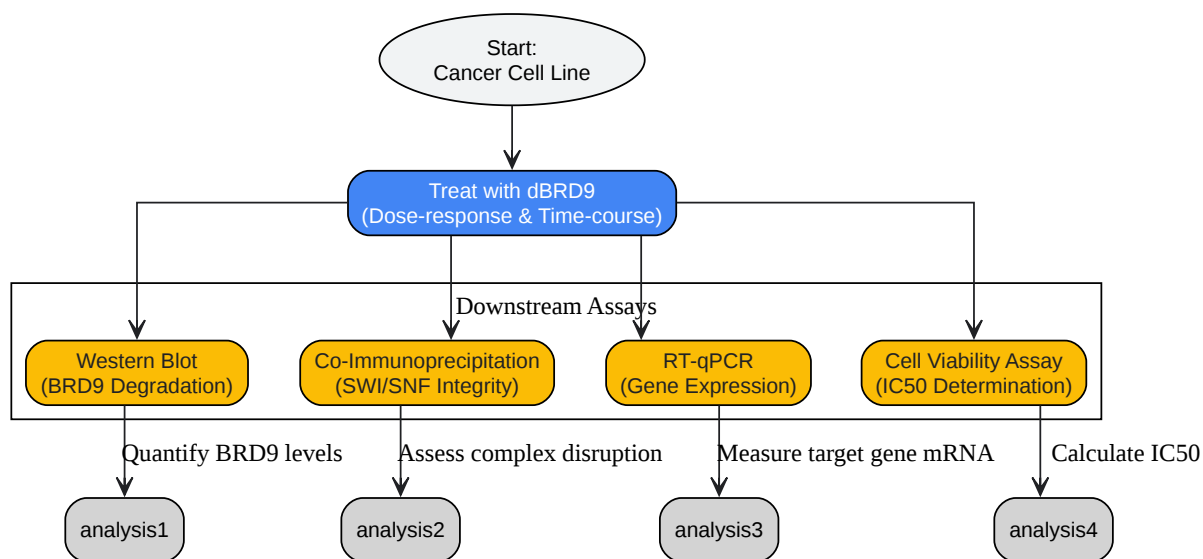 Start:
Cancer Cell Line
Treat with dBRD9
(Dose-response & Time-course)
Downstream Assays
Western Blot
(BRD9 Degradation)
Co-Immunoprecipitation
(SWI/SNF Integrity)
RT-qPCR
(Gene Expression)
Cell Viability Assay
(IC50 Determination)
Quantify BRD9 levels
Assess complex disruption
Measure target gene mRNA
Calculate IC50
analysis1
analysis2
analysis3
analysis4